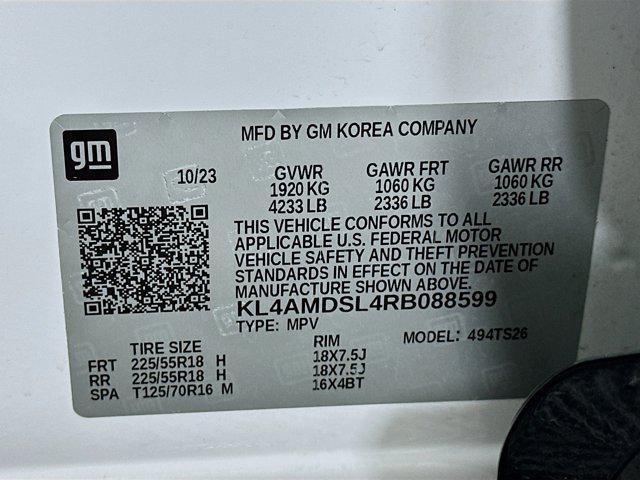 gm
MFD BY GM KOREA COMPANY
10/23 GVWR GAWR FRT GAWR RR
1920 KG 1060 KG 1060 KG
4233 LB 2336 LB 2336 LB
THIS VEHICLE CONFORMS TO ALL
APPLICABLE U.S. FEDERAL MOTOR
VEHICLE SAFETY AND THEFT PREVENTION
STANDARDS IN EFFECT ON THE DATE OF
MANUFACTURE SHOWN ABOVE.
KL4AMDSL4RB088599
TYPE: MPV MODEL: 494TS26
TIRE SIZE RIM
FRT 225/55R18 H 18X7.5J
RR 225/55R18 H 18X7.5J
SPA T125/70R16 M 16X4BT